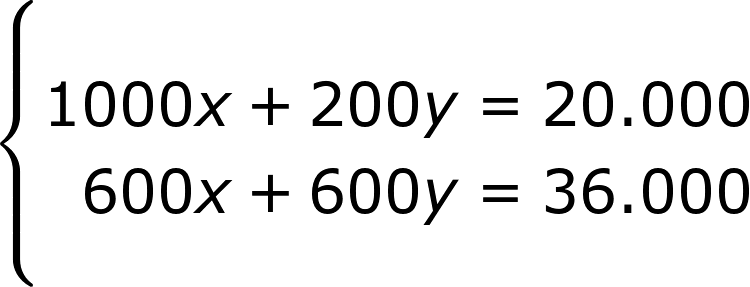 1000x + 200y = 20.000
600x + 600y = 36.000